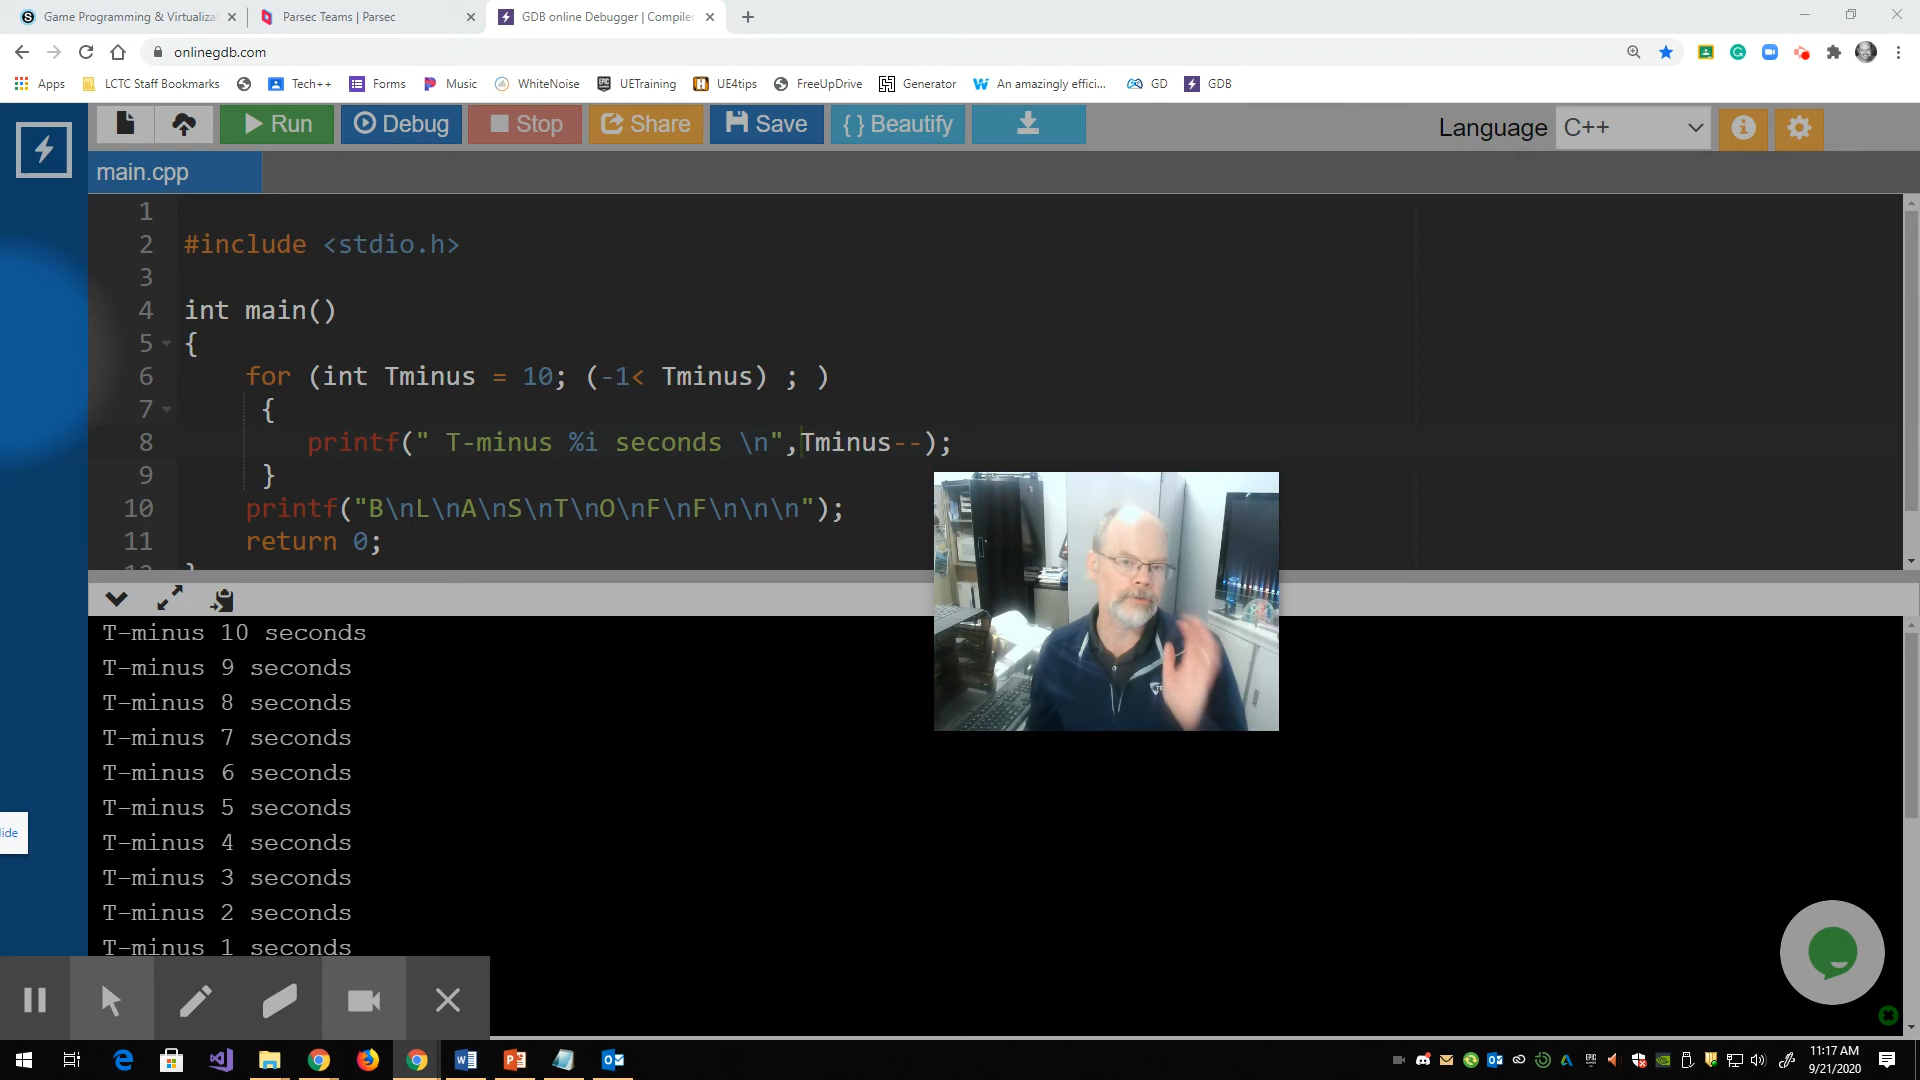 Game Programming & Virtualiza
Parsec Teams | Parsec
GDB online Debugger | Compiler
onlinegdb.com
Apps
LCTC Staff Bookmarks
Tech++
Forms
Music
WhiteNoise
UETraining
UE4tips
FreeUpDrive
Generator
An amazingly effici...
GD
GDB
Run
Debug
Stop
Share
Save
{ } Beautify
Language
C++
main.cpp
1
2 #include <stdio.h>
3
4 int main()
5 {
6 for (int Tminus = 10; (-1< Tminus) ; )
7 {
8 printf(" T-minus %i seconds \n",Tminus--);
9 }
10 printf("B\nL\nA\nS\nT\nO\nF\nF\n\n\n");
11 return 0;
T-minus 10 seconds
T-minus 9 seconds
T-minus 8 seconds
T-minus 7 seconds
T-minus 6 seconds
T-minus 5 seconds
T-minus 4 seconds
T-minus 3 seconds
T-minus 2 seconds
T-minus 1 seconds
lide
11:17 AM
9/21/2020